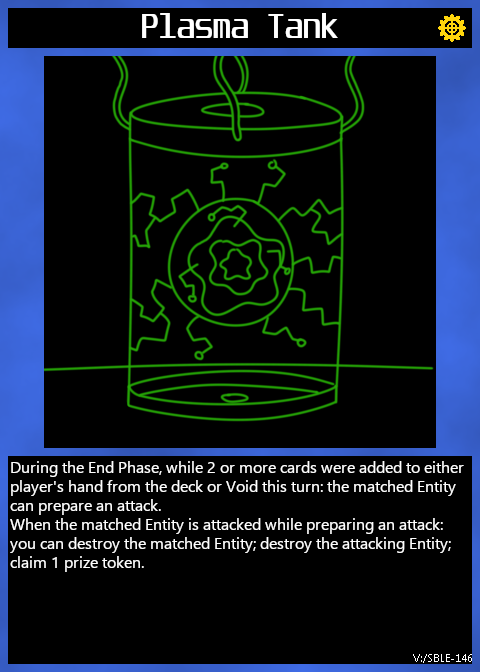 Plasma Tank
During the End Phase, while 2 or more cards were added to either
player's hand from the deck or Void this turn: the matched Entity
can prepare an attack.
When the matched Entity is attacked while preparing an attack:
you can destroy the matched Entity; destroy the attacking Entity;
claim 1 prize token.
V:/SBLE-146